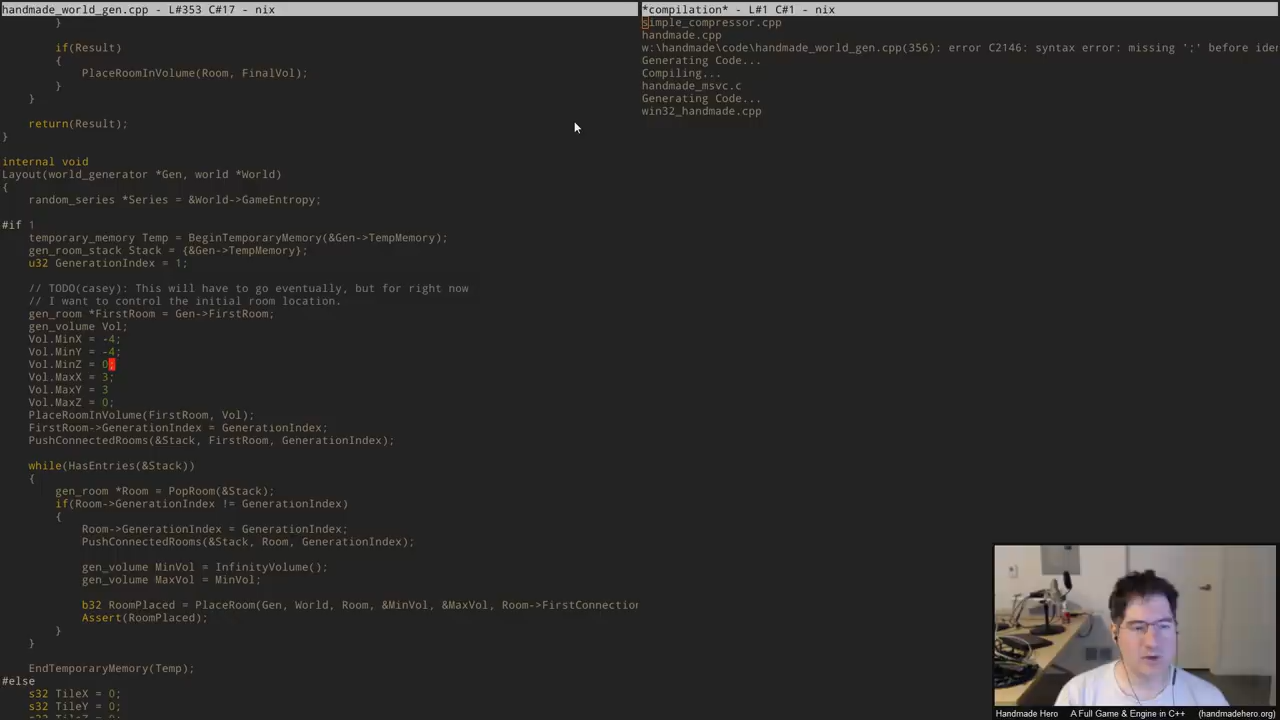 handmade_world_gen.cpp - L#353 C#17 - nix
}
if(Result)
{
PlaceRoomInVolume(Room, FinalVol);
}
}
return(Result);
}
internal void
Layout(world_generator *Gen, world *World)
{
random_series *Series = &World->GameEntropy;
#if 1
temporary_memory Temp = BeginTemporaryMemory(&Gen->TempMemory);
gen_room_stack Stack = {&Gen->TempMemory};
u32 GenerationIndex = 1;
// TODO(casey): This will have to go eventually, but for right now
// I want to control the initial room location.
gen_room *FirstRoom = Gen->FirstRoom;
gen_volume Vol;
Vol.MinX = -4;
Vol.MinY = -4;
Vol.MinZ = 0;
Vol.MaxX = 3;
Vol.MaxY = 3
Vol.MaxZ = 0;
PlaceRoomInVolume(FirstRoom, Vol);
FirstRoom->GenerationIndex = GenerationIndex;
PushConnectedRooms(&Stack, FirstRoom, GenerationIndex);
while(HasEntries(&Stack))
{
gen_room *Room = PopRoom(&Stack);
if(Room->GenerationIndex != GenerationIndex)
{
Room->GenerationIndex = GenerationIndex;
PushConnectedRooms(&Stack, Room, GenerationIndex);
gen_volume MinVol = InfinityVolume();
gen_volume MaxVol = MinVol;
b32 RoomPlaced = PlaceRoom(Gen, World, Room, &MinVol, &MaxVol, Room->FirstConnection
Assert(RoomPlaced);
}
}
EndTemporaryMemory(Temp);
#else
s32 TileX = 0;
s32 TileY = 0;
*compilation* - L#1 C#1 - nix
simple_compressor.cpp
handmade.cpp
w:\handmade\code\handmade_world_gen.cpp(356): error C2146: syntax error: missing ';' before ide
Generating Code...
Compiling...
handmade_msvc.c
Generating Code...
win32_handmade.cpp
Handmade Hero A Full Game & Engine in C++ (handmadehero.org)